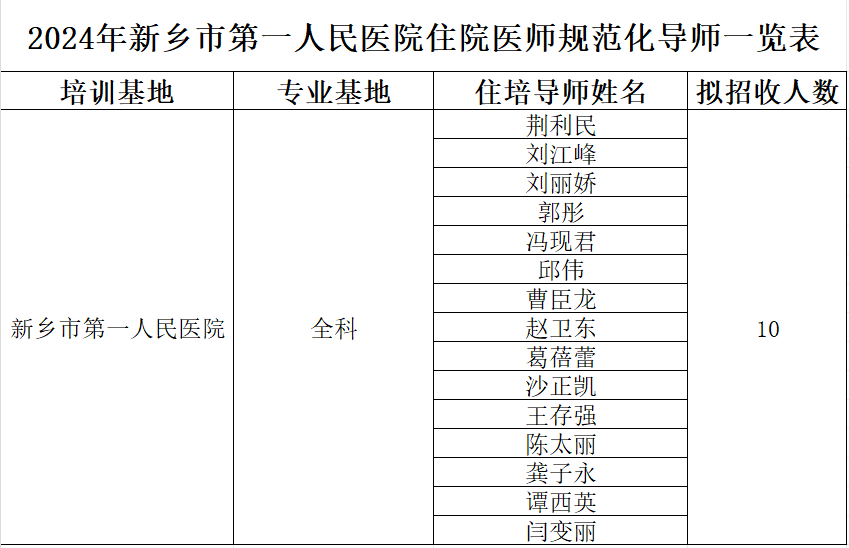 2024年新乡市第一人民医院住院医师规范化导师一览表
培训基地 专业基地 住培导师姓名 拟招收人数
荆利民
刘江峰
刘丽娇
郭彤
冯现君
邱伟
曹臣龙
新乡市第一人民医院 全科 赵卫东 10
葛蓓蕾
沙正凯
王存强
陈太丽
龚子永
谭西英
闫变丽